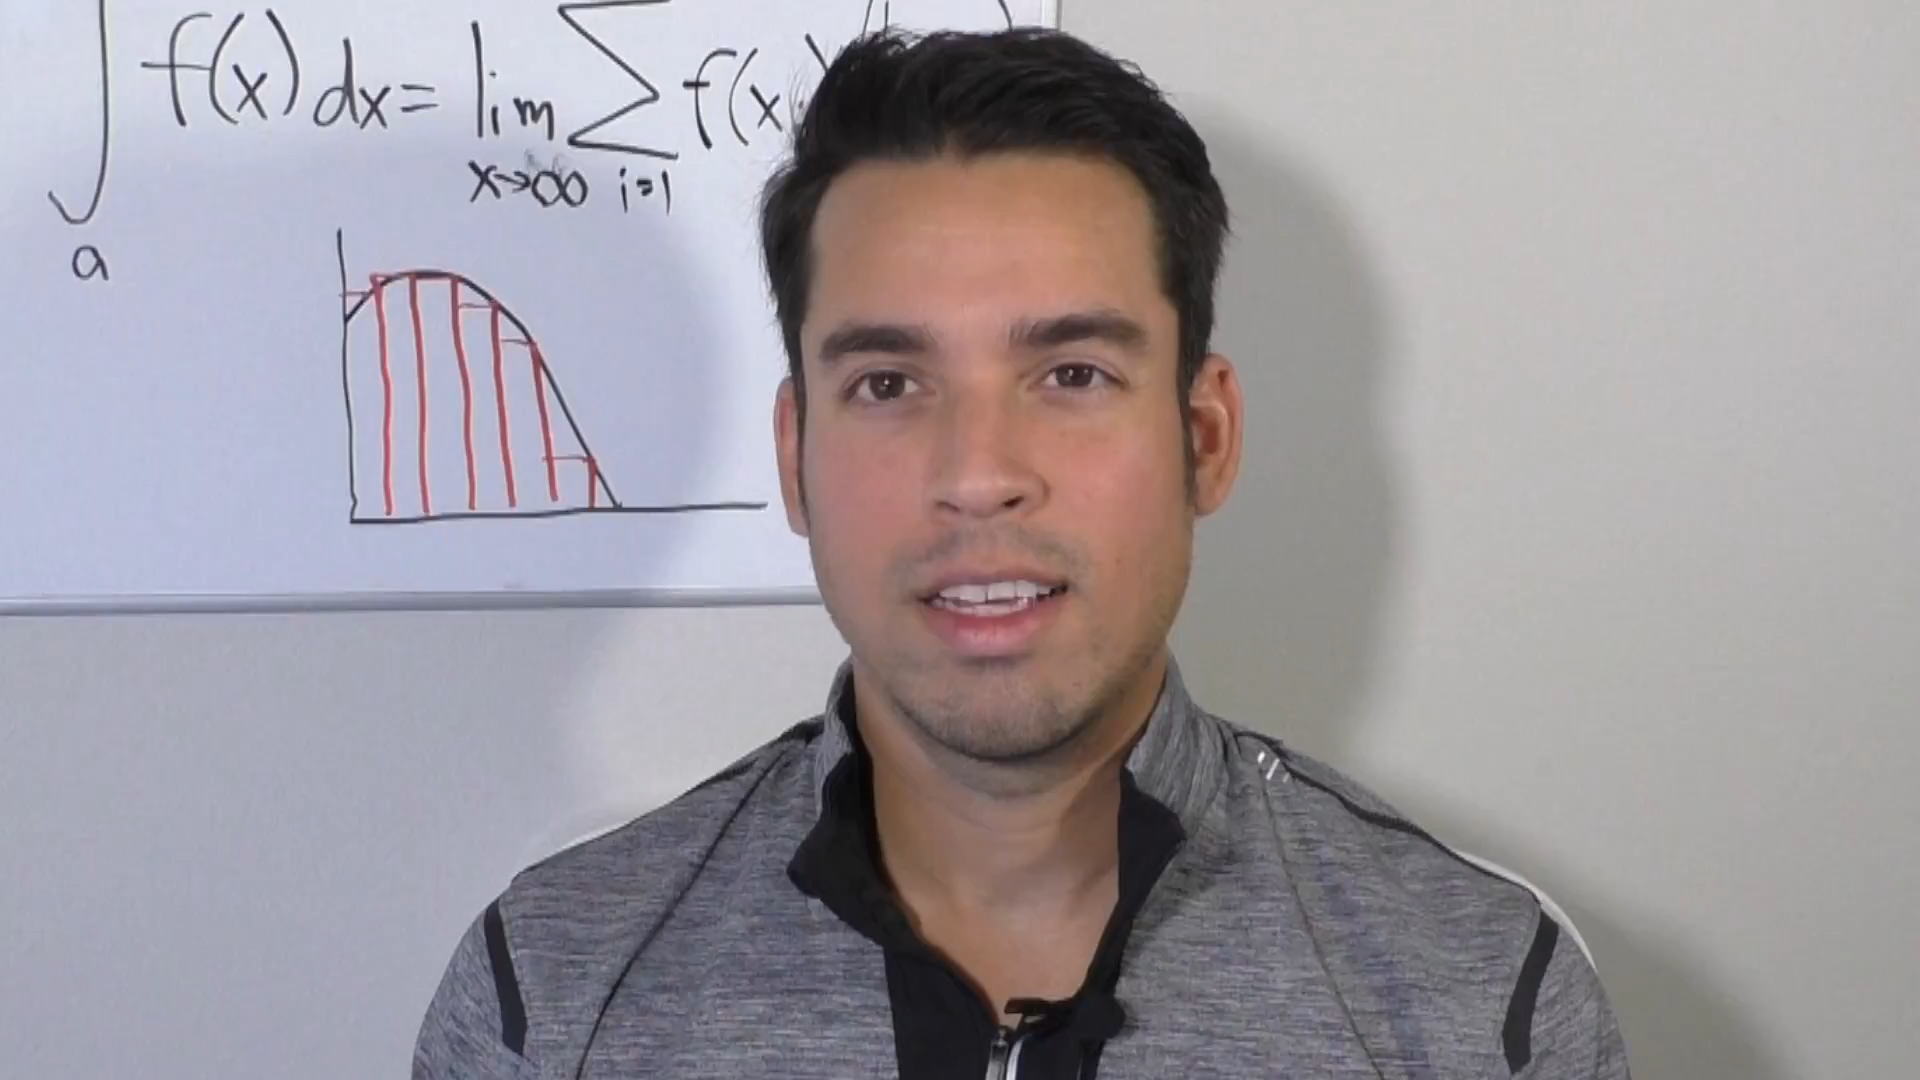 ∫ f(x) dx = lim ∑ f(x
x→∞ i=1
a